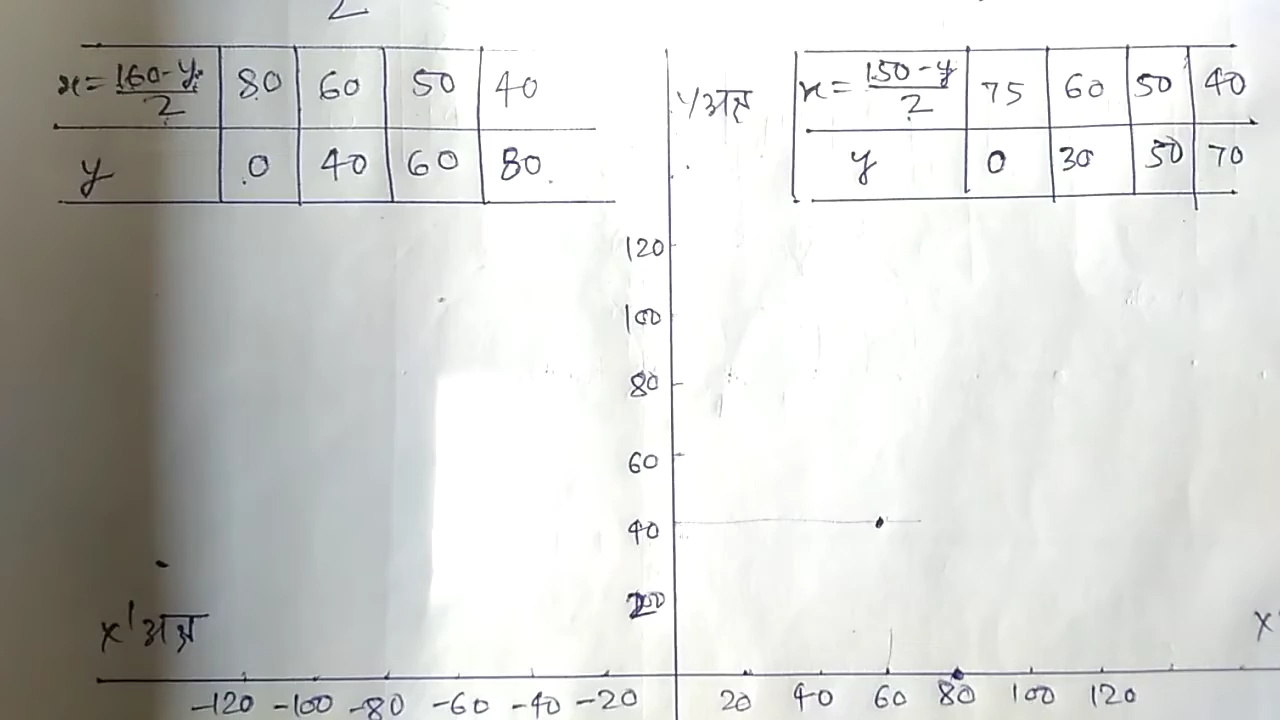 2
x = 160-y/2 80 60 50 40
y 0 40 60 80
x = 150-y/2 75 60 50 40
y 0 30 50 70
120
100
80
60
40
20
X
-120 -100 -80 -60 -40 -20 20 40 60 80 100 120